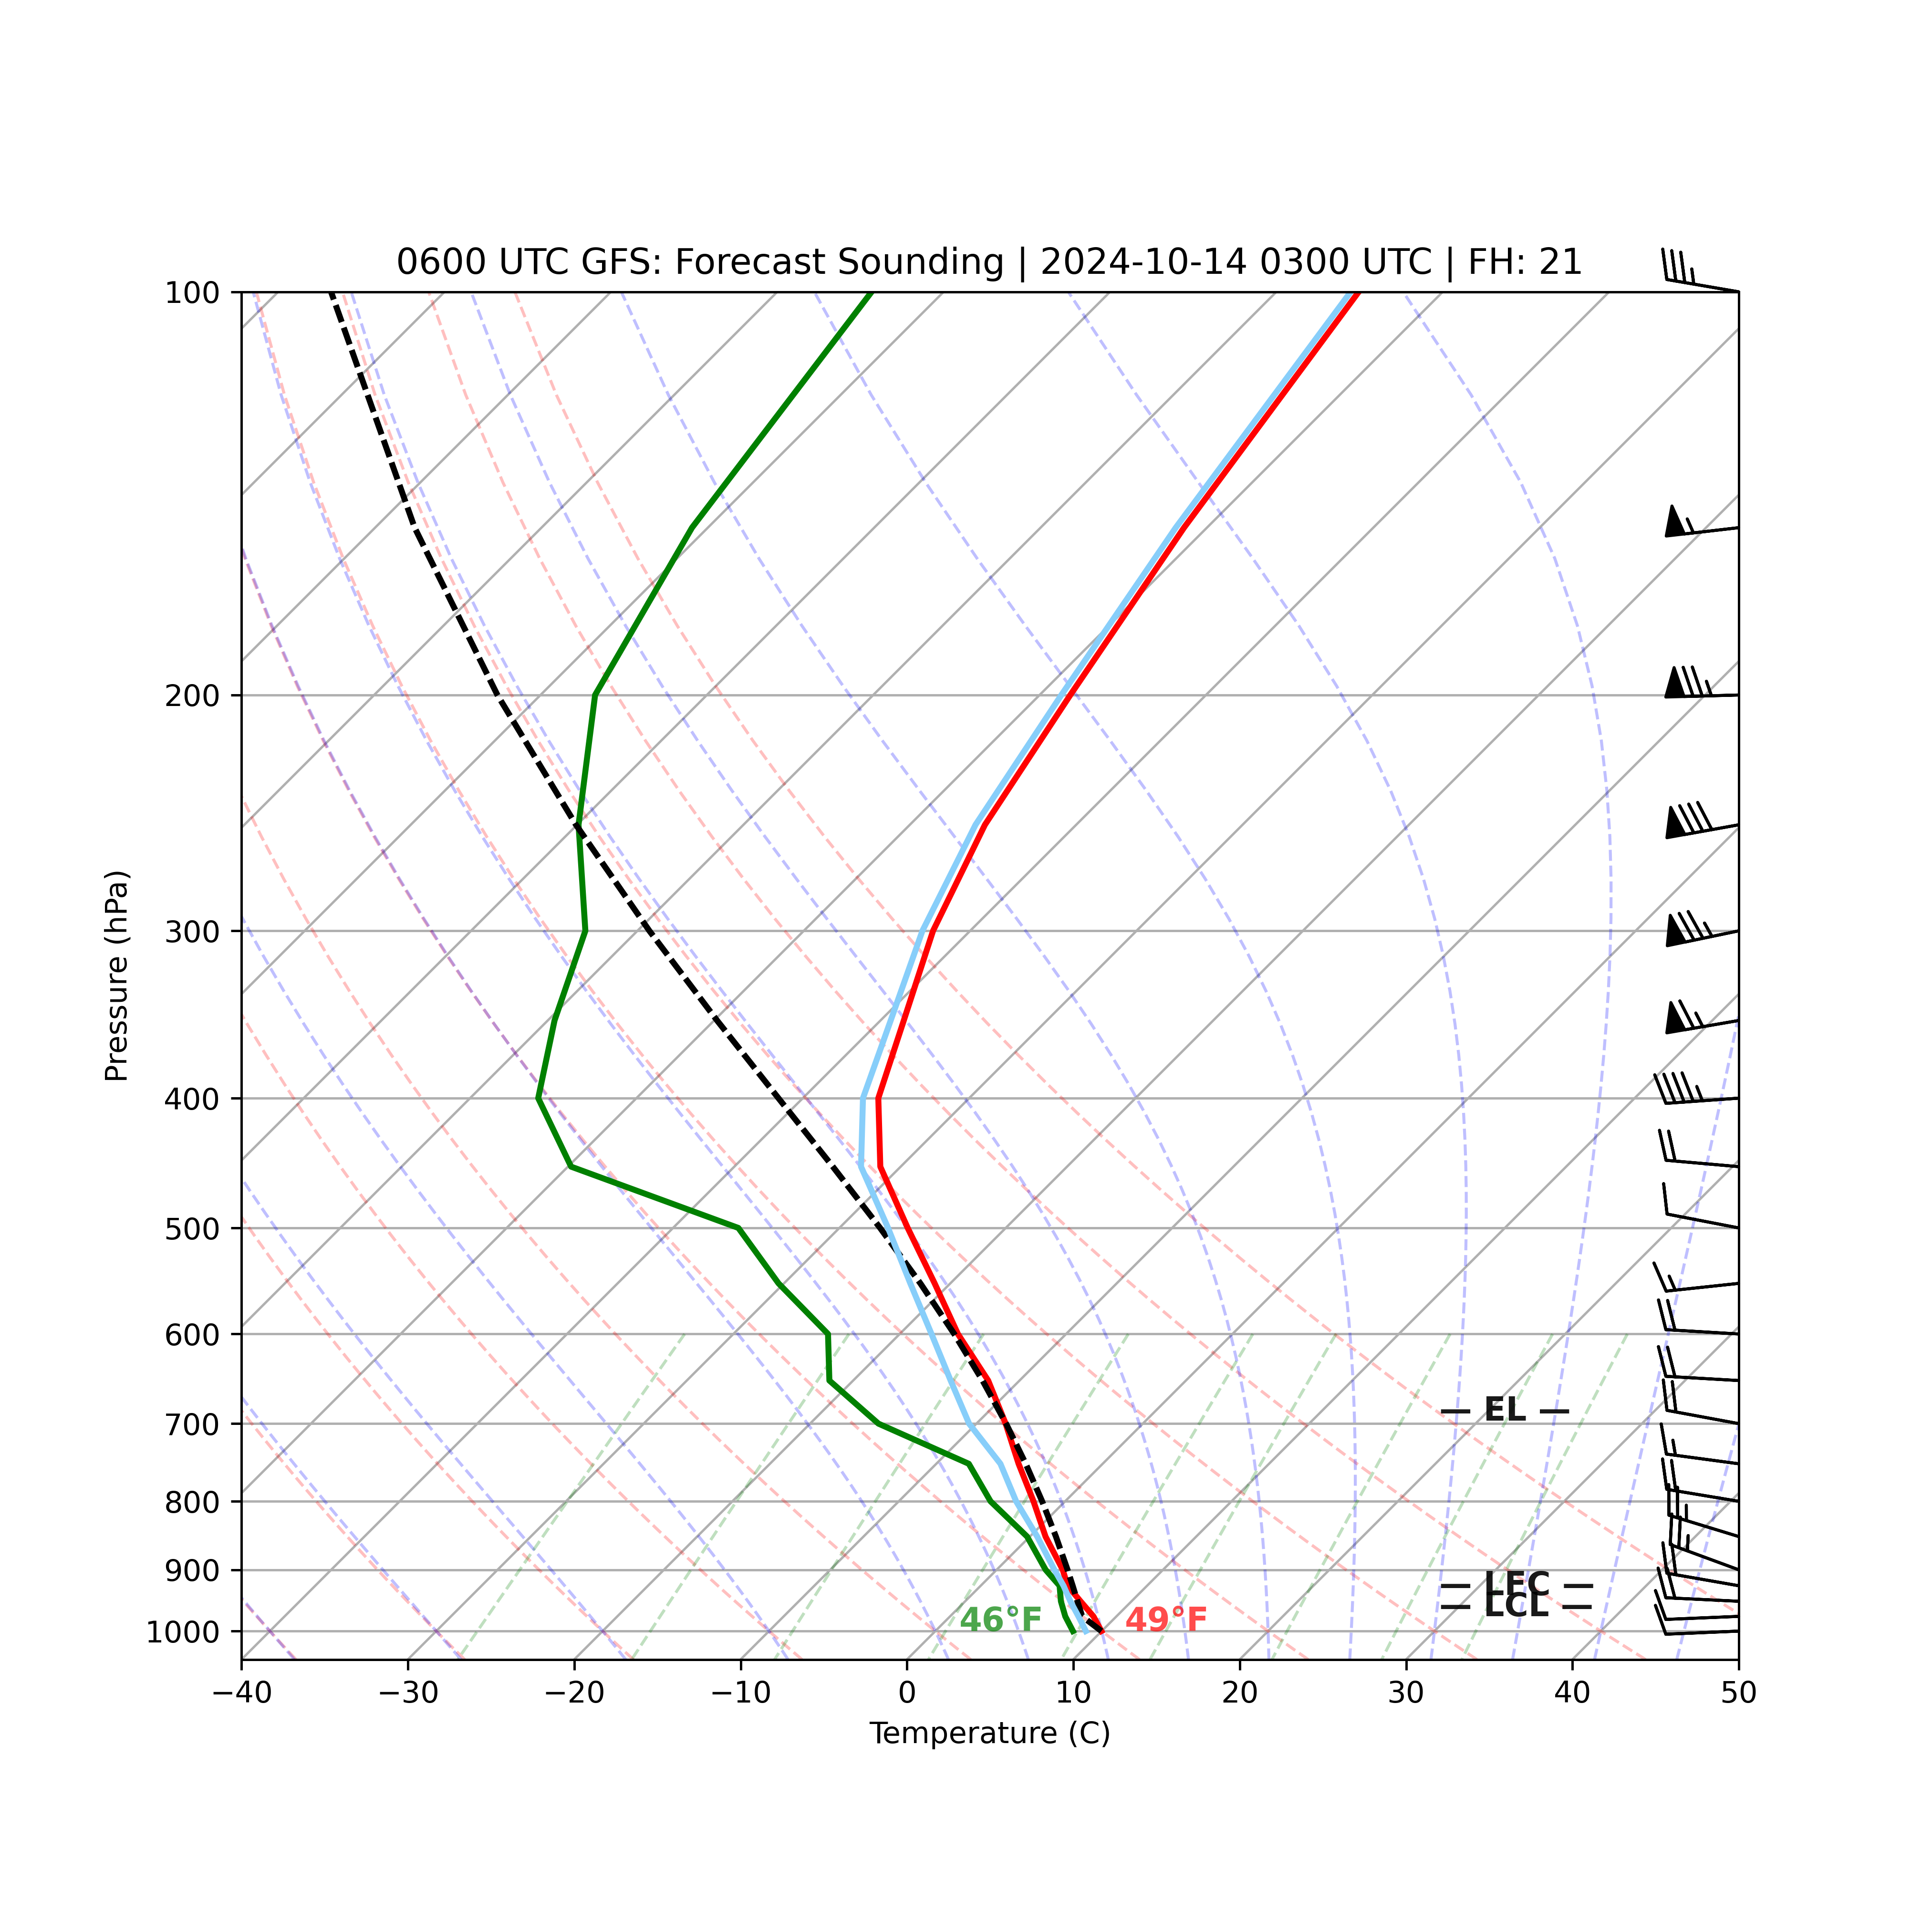 0600 UTC GFS: Forecast Sounding | 2024-10-14 0300 UTC | FH: 21
100
200
300
400
500
600
700
800
900
1000
Pressure (hPa)
— EL —
— LFC —
— LCL —
46°F
49°F
−40
−30
−20
−10
0
10
20
30
40
50
Temperature (C)